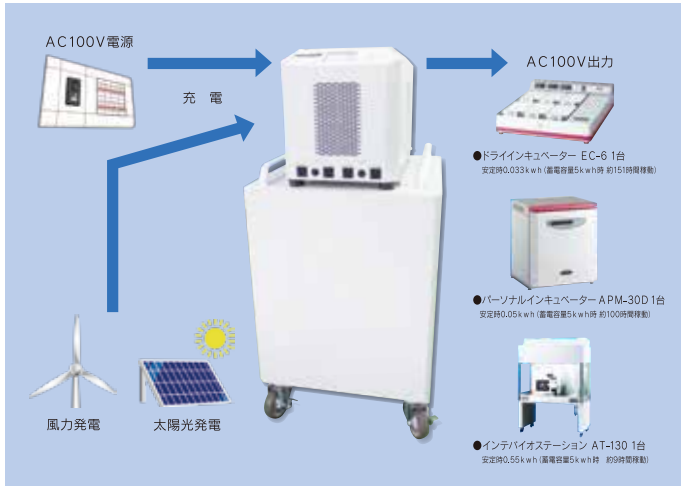 AC100V電源
充 電
AC100V出力
●ドライインキュベーター EC-6 1台
安定時0.033kwh (蓄電容量5kwh時 約151時間稼動)
●パーソナルインキュベーター APM-30D 1台
安定時0.05kwh (蓄電容量5kwh時 約100時間稼動)
風力発電
太陽光発電
●インテバイオステーション AT-130 1台
安定時0.55kwh (蓄電容量5kwh時 約9時間稼動)